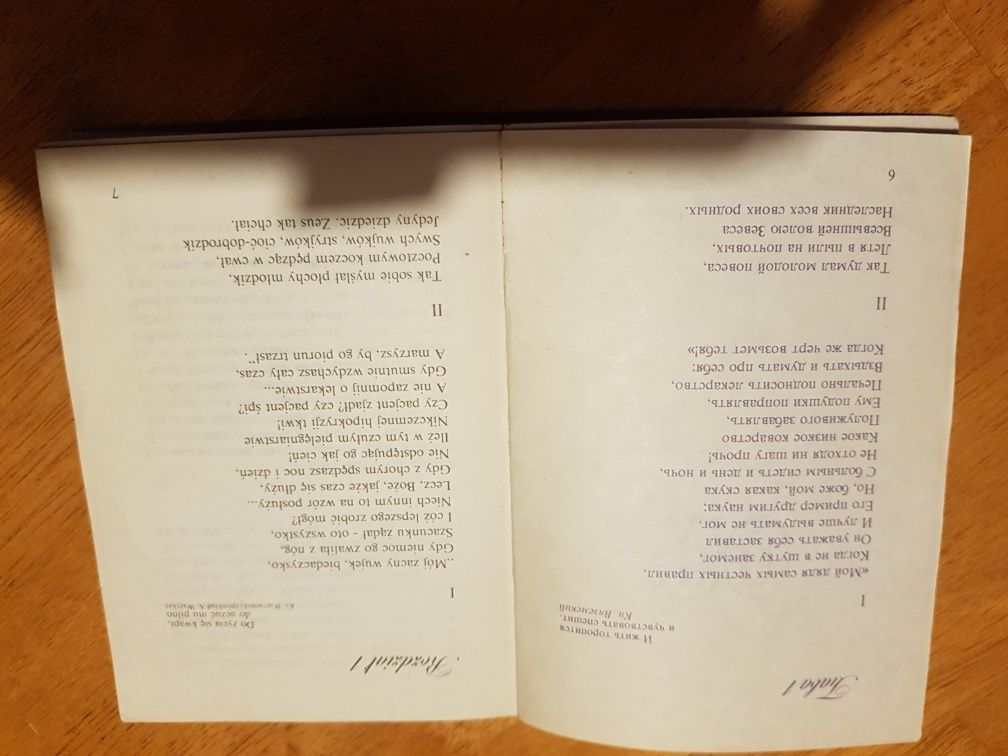 Глава 1
И жить торопится
и чувствовать спешит.
Кн. Вяземский
I
«Мой дядя самых честных правил,
Когда не в шутку занемог,
Он уважать себя заставил
И лучше выдумать не мог.
Его пример другим наука;
Но, боже мой, какая скука
С больным сидеть и день и ночь,
Не отходя ни шагу прочь!
Какое низкое коварство
Полуживого забавлять,
Ему подушки поправлять,
Печально подносить лекарство,
Вздыхать и думать про себя:
Когда же черт возьмет тебя!»
II
Так думал молодой повеса,
Летя в пыли на почтовых,
Всевышней волею Зевеса
Наследник всех своих родных.
6
Rozdział 1
Do życia się kwapi,
do uczuć mu pilno
Ks. Wiaziemski (przekład A. Ważyka)
I
„Mój zacny wujek, biedaczysko,
Gdy niemoc go zwaliła z nóg,
Szacunku żądał - oto wszystko,
I cóż lepszego zrobić mógł?
Niech innym to na wzór posłuży...
Lecz, Boże, jakże czas się dłuży,
Gdy z chorym spędzasz noc i dzień,
Nie odstępując go jak cień!
Ileż w tym czułym pielęgniarstwie
Nikczemnej hipokryzji tkwi!
Czy pacjent zjadł? czy pacjent śpi?
A nie zapomnij o lekarstwie...
Gdy smutnie wzdychasz cały czas,
A marzysz, by go piorun trzasł”.
II
Tak sobie myślał płochy młodzik,
Pocztowym koczem pędząc w cwał,
Swych wujków, stryjków, cioć-dobrodzik
Jedyny dziedzic. Zeus tak chciał.
7